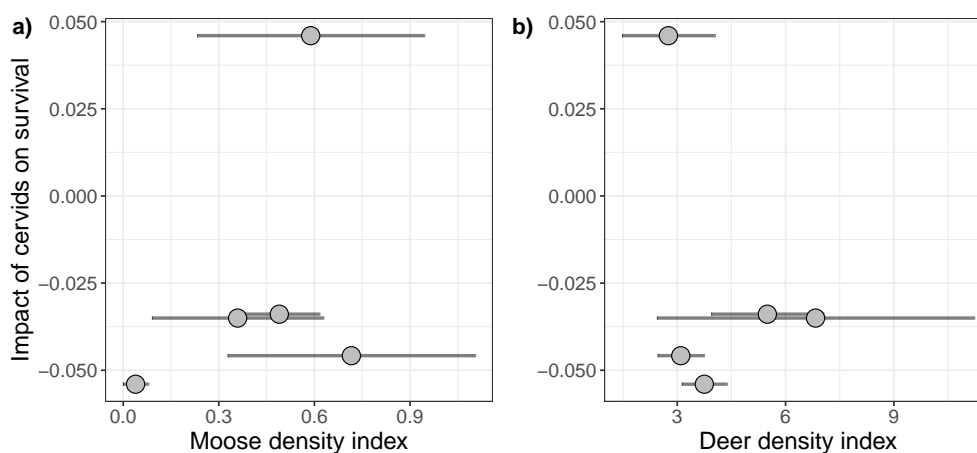 a)
Impact of cervids on survival
0.050
0.025
0.000
−0.025
−0.050
0.0 0.3 0.6 0.9
Moose density index
b)
0.050
0.025
0.000
−0.025
−0.050
3 6 9
Deer density index